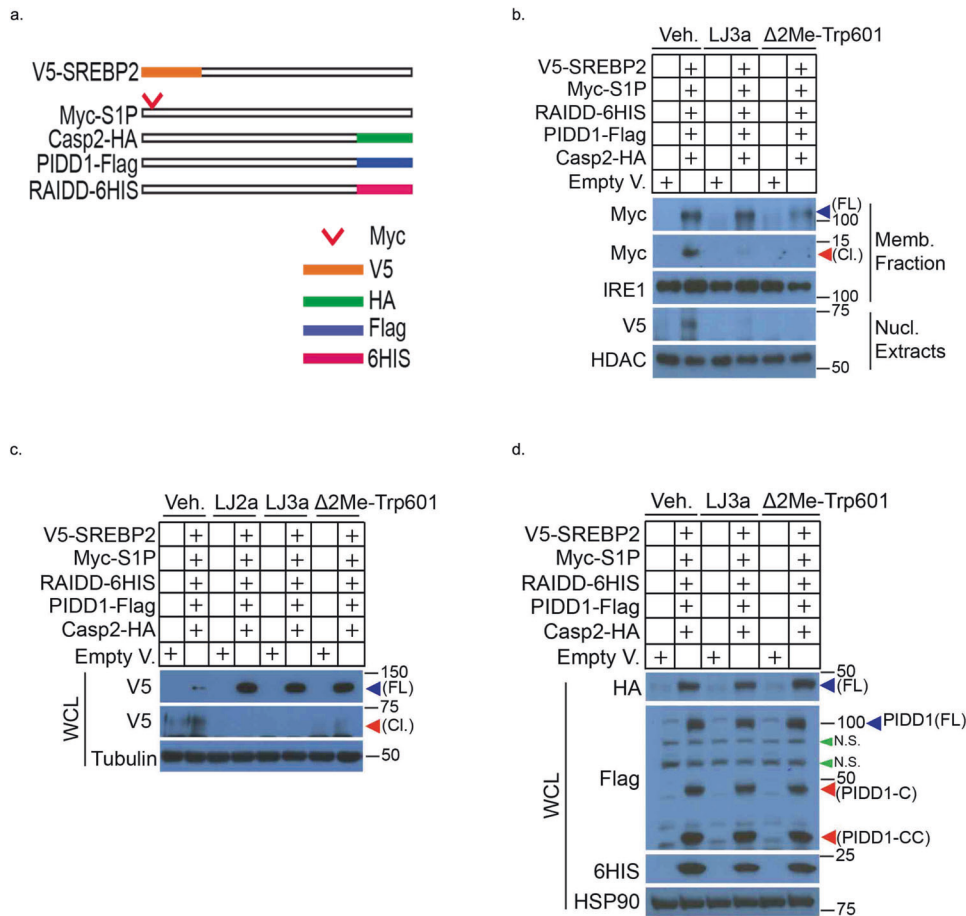 a.
V5-SREBP2
Myc-S1P
Casp2-HA
PIDD1-Flag
RAIDD-6HIS
Myc
V5
HA
Flag
6HIS
b.
Veh. LJ3a Δ2Me-Trp601
V5-SREBP2 + + +
Myc-S1P + + +
RAIDD-6HIS + + +
PIDD1-Flag + + +
Casp2-HA + + +
Empty V. + + +
Myc (FL) 100
Myc 15 (Cl.)
IRE1 100
Memb. Fraction
V5 75
HDAC 50
Nucl. Extracts
c.
Veh. LJ2a LJ3a Δ2Me-Trp601
V5-SREBP2 + + + +
Myc-S1P + + + +
RAIDD-6HIS + + + +
PIDD1-Flag + + + +
Casp2-HA + + + +
Empty V. + + + +
WCL
V5 150 (FL)
V5 75 (Cl.)
Tubulin 50
d.
Veh. LJ3a Δ2Me-Trp601
V5-SREBP2 + + +
Myc-S1P + + +
RAIDD-6HIS + + +
PIDD1-Flag + + +
Casp2-HA + + +
Empty V. + + +
WCL
HA 50 (FL)
100 PIDD1(FL)
N.S.
N.S.
Flag 50
(PIDD1-C)
(PIDD1-CC)
25
6HIS
HSP90 75